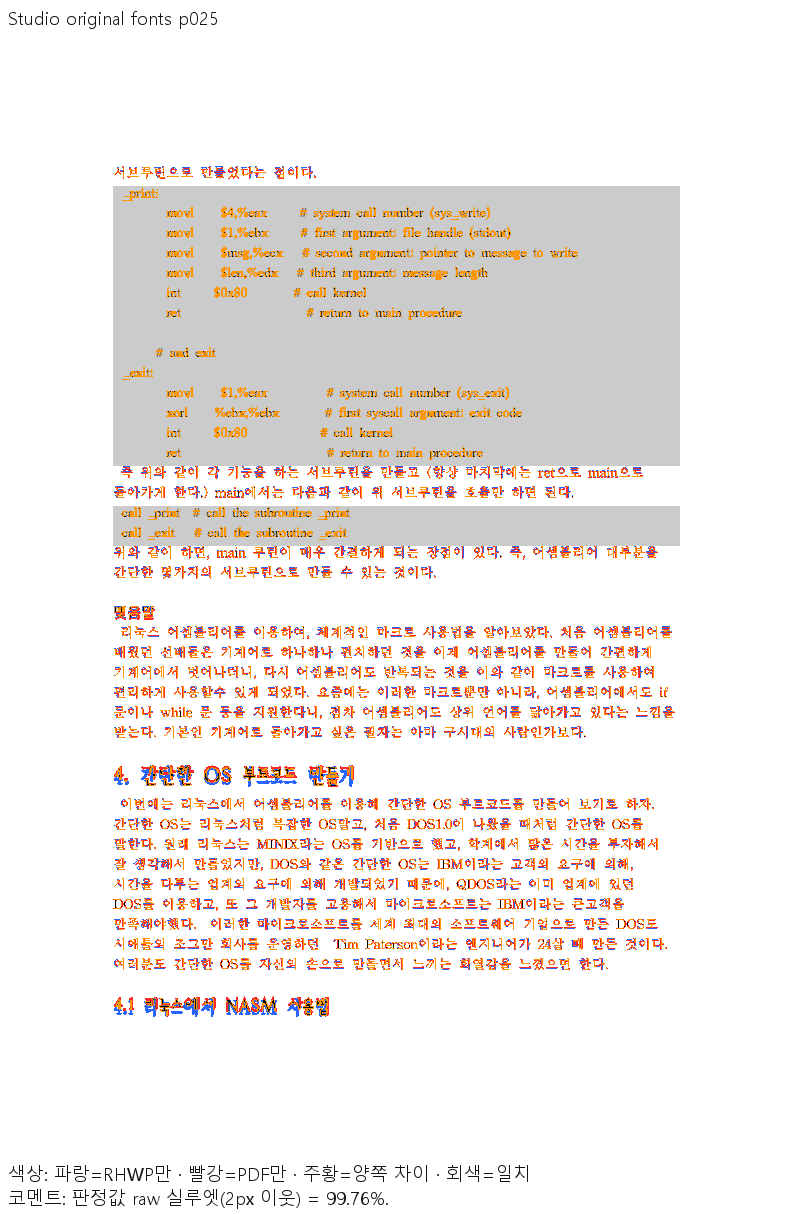 Studio original fonts p025
서브루틴으로 만들었다는 점이다.
_print:
movl $4,%eax # system call number (sys_write)
movl $1,%ebx # first argument: file handle (stdout)
movl $msg,%ecx # second argument: pointer to message to write
movl $len,%edx # third argument: message length
int $0x80 # call kernel
ret # return to main procedure
# and exit
_exit:
movl $1,%eax # system call number (sys_exit)
xorl %ebx,%ebx # first syscall argument: exit code
int $0x80 # call kernel
ret # return to main procedure
즉 위와 같이 각 기능을 하는 서브루틴을 만들고 (항상 마지막에는 ret으로 main으로
돌아가게 한다.) main에서는 다음과 같이 위 서브루틴을 호출만 하면 된다.
call _print # call the subroutine _print
call _exit # call the subroutine _exit
위와 같이 하면, main 루틴이 매우 간결하게 되는 장점이 있다. 즉, 어셈블리어 대부분을
간단한 몇가지의 서브루틴으로 만들 수 있는 것이다.
맺음말
리눅스 어셈블리어를 이용하여, 체계적인 마크로 사용법을 알아보았다. 처음 어셈블리어를
배웠던 선배들은 기계어로 하나하나 펀치하던 것을 이제 어셈블리어를 만들어 간편하게
기계어에서 벗어나더니, 다시 어셈블리어도 반복되는 것을 이와 같이 마크로를 사용하여
편리하게 사용할수 있게 되었다. 요즘에는 이러한 마크로뿐만 아니라, 어셈블리어에서도 if
문이나 while 문 등을 지원한다니, 점차 어셈블리어도 상위 언어를 닮아가고 있다는 느낌을
받는다. 기본인 기계어로 돌아가고 싶은 필자는 아마 구시대의 사람인가보다.
4. 간단한 OS 부트코드 만들기
이번에는 리눅스에서 어셈블리어를 이용해 간단한 OS 부트코드를 만들어 보기로 하자.
간단한 OS는 리눅스처럼 복잡한 OS말고, 처음 DOS1.0이 나왔을 때처럼 간단한 OS를
말한다. 원래 리눅스는 MINIX라는 OS를 기반으로 했고, 학계에서 많은 시간을 투자해서
잘 생각해서 만들었지만, DOS와 같은 간단한 OS는 IBM이라는 고객의 요구에 의해,
시간을 다투는 업계의 요구에 의해 개발되었기 때문에, QDOS라는 이미 업계에 있던
DOS를 이용하고, 또 그 개발자를 고용해서 마이크로소프트는 IBM이라는 큰고객을
만족해야했다. 이러한 마이크로소프트를 세계 최대의 소프트웨어 기업으로 만든 DOS도
시애틀의 조그만 회사를 운영하던 Tim Paterson이라는 엔지니어가 24살 때 만든 것이다.
여러분도 간단한 OS를 자신의 손으로 만들면서 느끼는 희열감을 느꼈으면 한다.
4.1 리눅스에서 NASM 사용법
색상: 파랑=RHWP만 · 빨강=PDF만 · 주황=양쪽 차이 · 회색=일치
코멘트: 판정값 raw 실루엣(2px 이웃) = 99.76%.